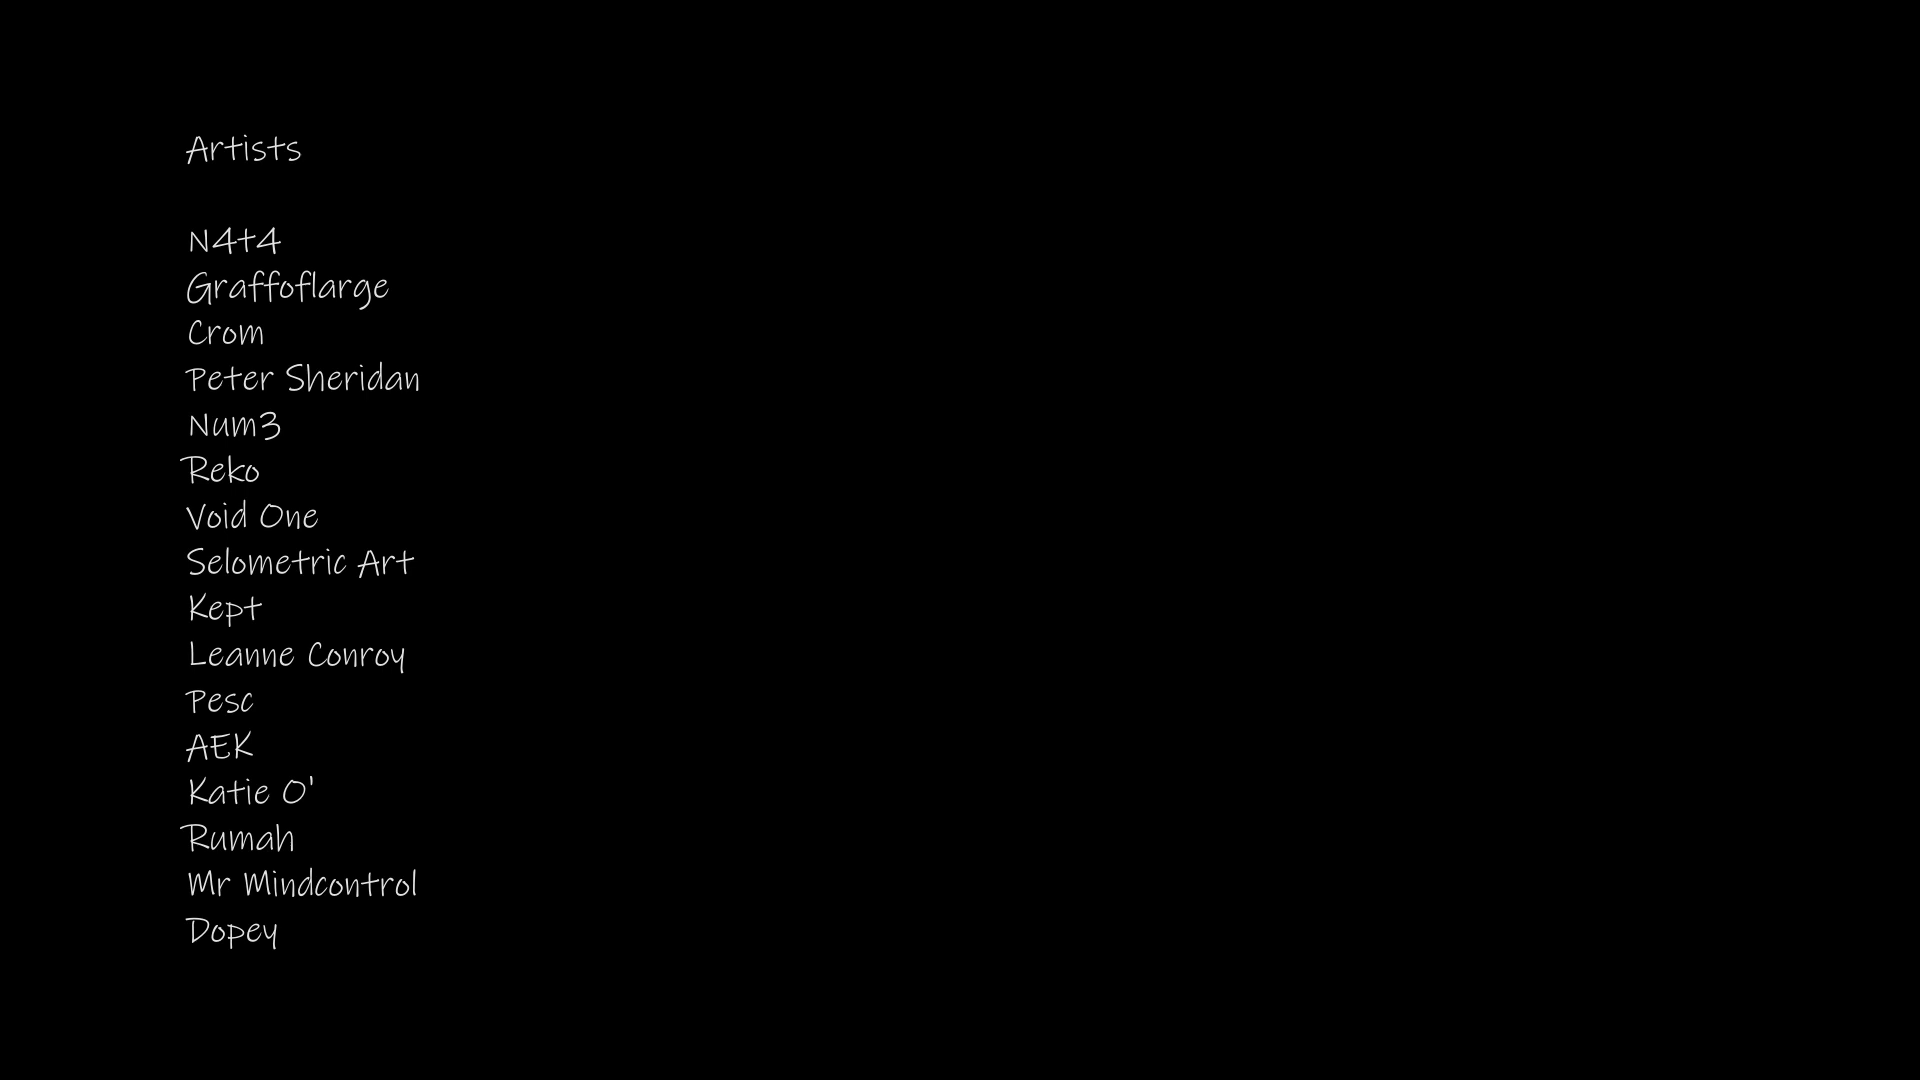 Artists
N4t4
Graffoflarge
Crom
Peter Sheridan
Num3
Reko
Void One
Selometric Art
Kept
Leanne Conroy
Pesc
AEK
Katie O'
Rumah
Mr Mindcontrol
Dopey